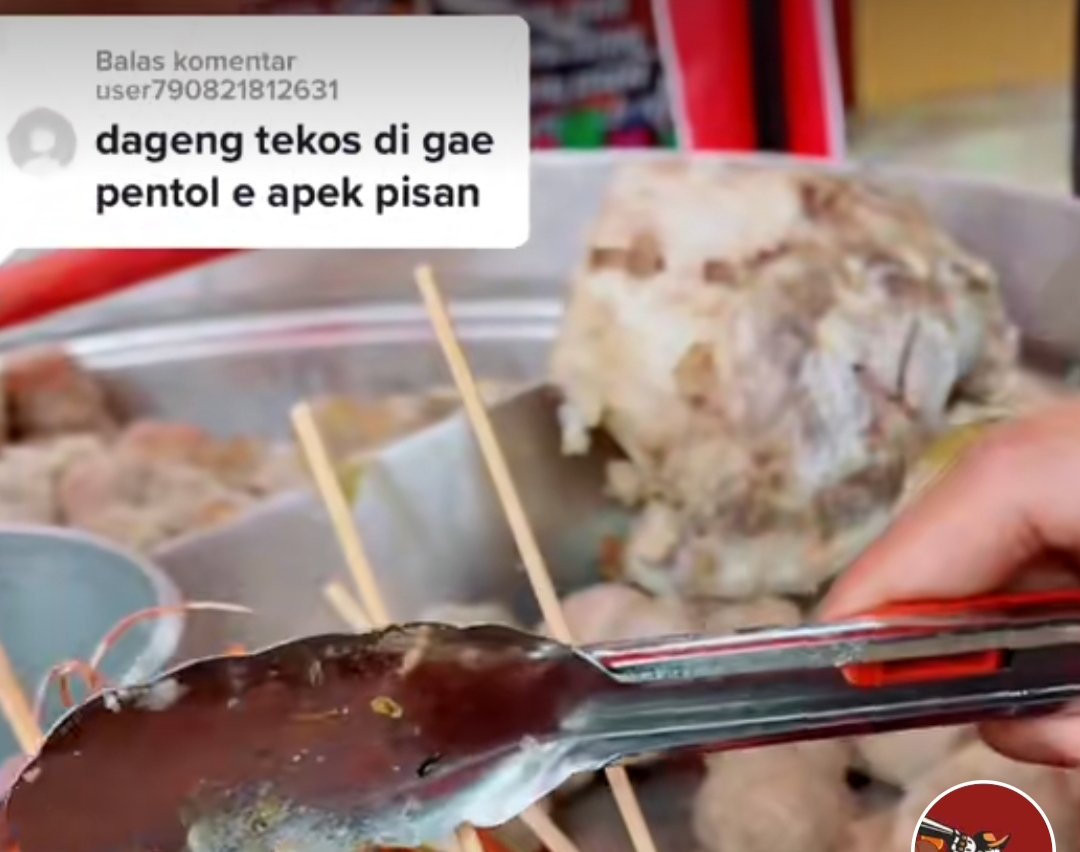 Balas komentar
user790821812631
dageng tekos di gae
pentol e apek pisan